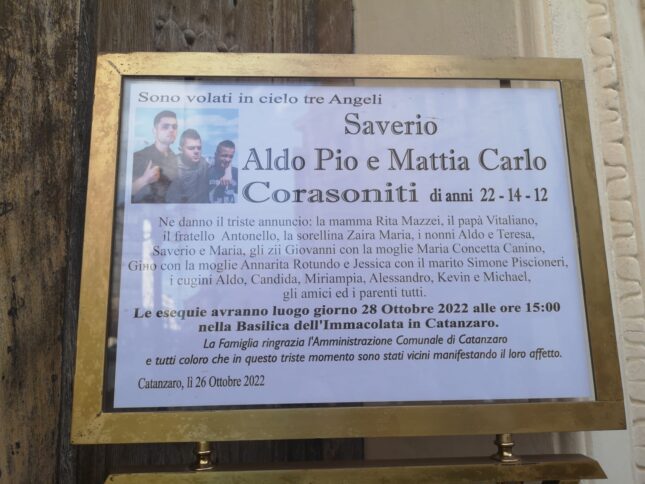 Sono volati in cielo tre Angeli
Saverio
Aldo Pio e Mattia Carlo
Corasoniti di anni 22 - 14 - 12
Ne danno il triste annuncio: la mamma Rita Mazzei, il papà Vitaliano,
il fratello Antonello, la sorellina Zaira Maria, i nonni Aldo e Teresa,
Saverio e Maria, gli zii Giovanni con la moglie Maria Concetta Canino,
Gino con la moglie Annarita Rotundo e Jessica con il marito Simone Piscioneri,
i cugini Aldo, Candida, Miriampia, Alessandro, Kevin e Michael,
gli amici ed i parenti tutti.
Le esequie avranno luogo giorno 28 Ottobre 2022 alle ore 15:00
nella Basilica dell'Immacolata in Catanzaro.
La Famiglia ringrazia l'Amministrazione Comunale di Catanzaro
e tutti coloro che in questo triste momento sono stati vicini manifestando il loro affetto.
Catanzaro, lì 26 Ottobre 2022